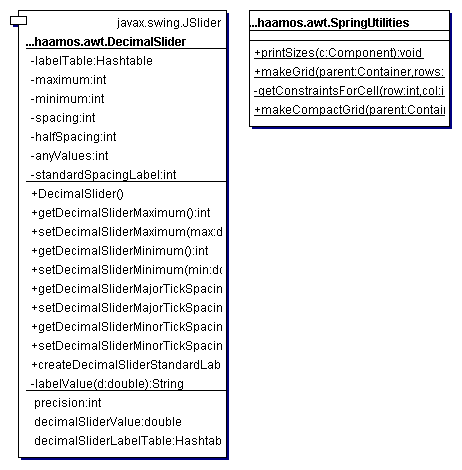 javax.swing.JSlider
...haamos.awt.DecimalSlider
-labelTable:Hashtable
-maximum:int
-minimum:int
-spacing:int
-halfSpacing:int
-anyValues:int
-standardSpacingLabel:int
+DecimalSlider()
+getDecimalSliderMaximum():int
+setDecimalSliderMaximum(max:d
+getDecimalSliderMinimum():int
+setDecimalSliderMinimum(min:do
+getDecimalSliderMajorTickSpacin
+setDecimalSliderMajorTickSpacin
+getDecimalSliderMinorTickSpacin
+setDecimalSliderMinorTickSpacin
+createDecimalSliderStandardLab
-labelValue(d:double):String
precision:int
decimalSliderValue:double
decimalSliderLabelTable:Hashtab
...haamos.awt.SpringUtilities
+printSizes(c:Component):void
+makeGrid(parent:Container,rows:
-getConstraintsForCell(row:int,col:i
+makeCompactGrid(parent:Contain